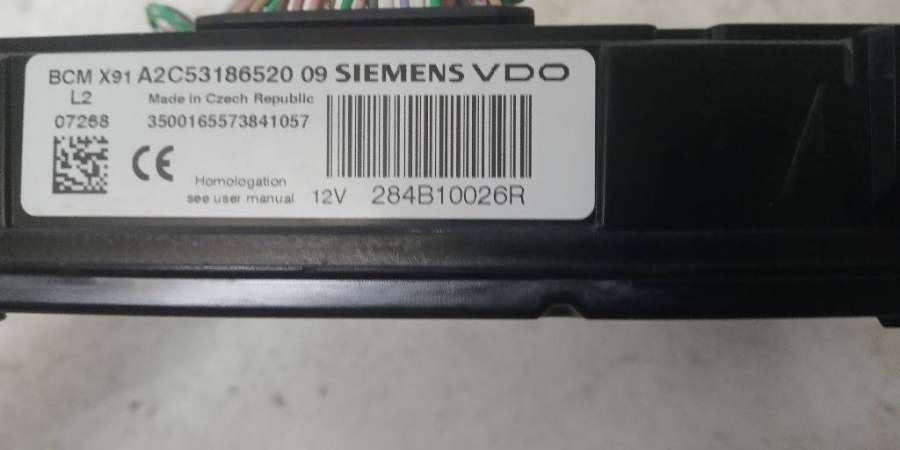 BCM X91 A2C53186520 09 SIEMENS VDO
L2 Made in Czech Republic
07268 3500165573841057
CE
Homologation
see user manual 12V 284B10026R